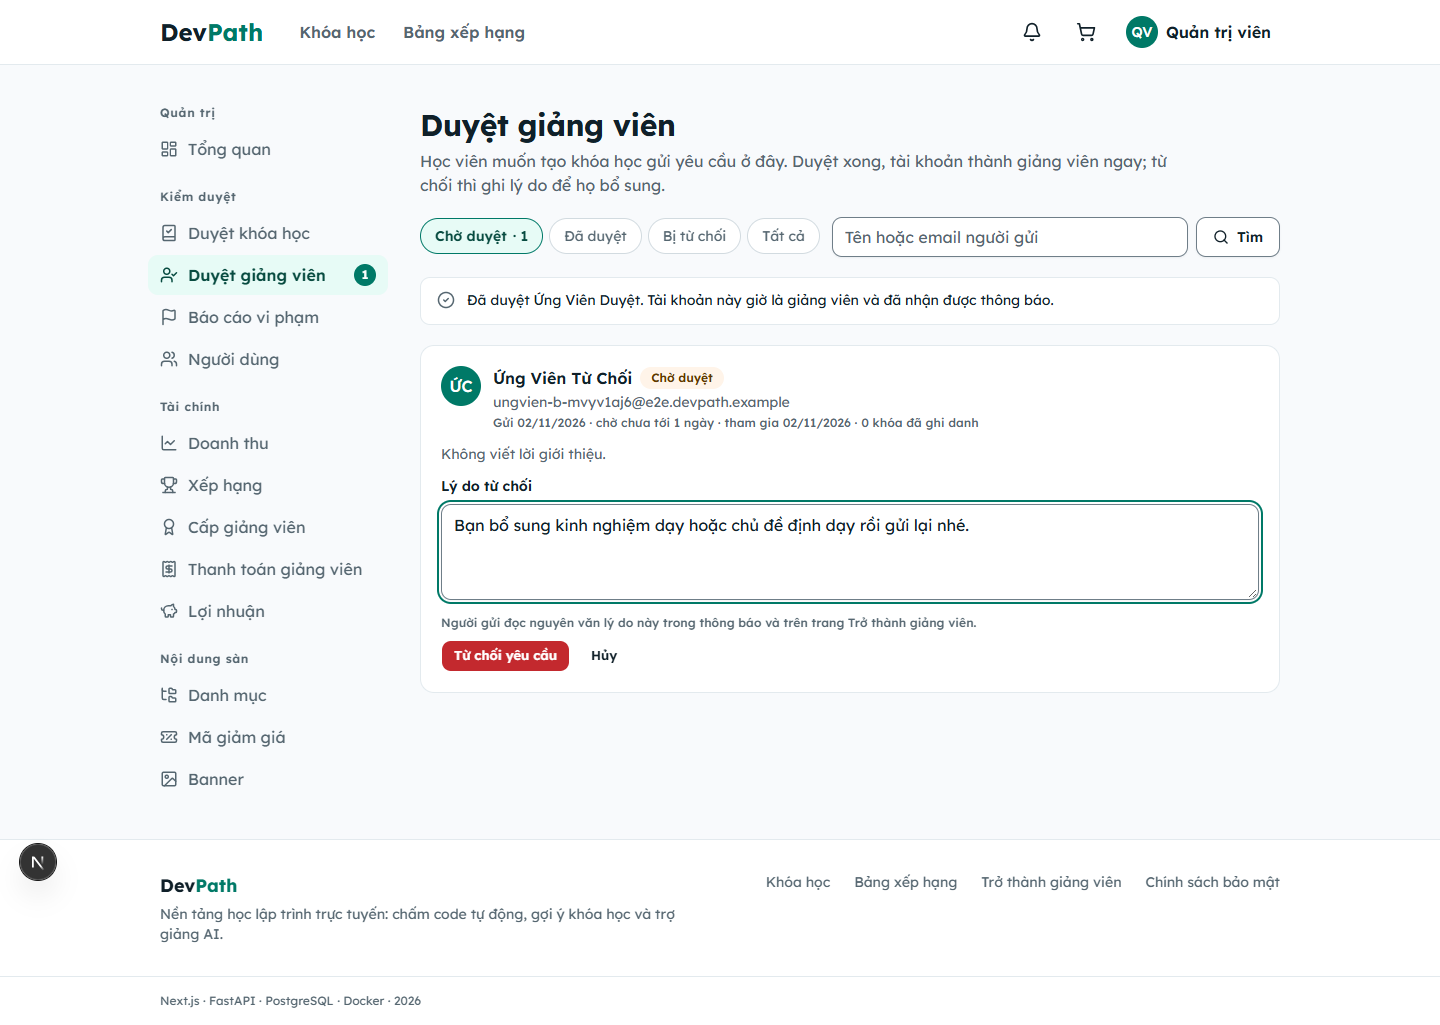 DevPath
Khóa học
Bảng xếp hạng
QV
Quản trị viên
Quản trị
Tổng quan
Kiểm duyệt
Duyệt khóa học
Duyệt giảng viên
1
Báo cáo vi phạm
Người dùng
Tài chính
Doanh thu
Xếp hạng
Cấp giảng viên
Thanh toán giảng viên
Lợi nhuận
Nội dung sàn
Danh mục
Mã giảm giá
Banner
Duyệt giảng viên
Học viên muốn tạo khóa học gửi yêu cầu ở đây. Duyệt xong, tài khoản thành giảng viên ngay; từ
chối thì ghi lý do để họ bổ sung.
Chờ duyệt · 1
Đã duyệt
Bị từ chối
Tất cả
Tên hoặc email người gửi
Tìm
Đã duyệt Ứng Viên Duyệt. Tài khoản này giờ là giảng viên và đã nhận được thông báo.
ỨC
Ứng Viên Từ Chối
Chờ duyệt
ungvien-b-mvyv1aj6@e2e.devpath.example
Gửi 02/11/2026 · chờ chưa tới 1 ngày · tham gia 02/11/2026 · 0 khóa đã ghi danh
Không viết lời giới thiệu.
Lý do từ chối
Bạn bổ sung kinh nghiệm dạy hoặc chủ đề định dạy rồi gửi lại nhé.
Người gửi đọc nguyên văn lý do này trong thông báo và trên trang Trở thành giảng viên.
Từ chối yêu cầu
Hủy
N
DevPath
Nền tảng học lập trình trực tuyến: chấm code tự động, gợi ý khóa học và trợ
giảng AI.
Khóa học
Bảng xếp hạng
Trở thành giảng viên
Chính sách bảo mật
Next.js · FastAPI · PostgreSQL · Docker · 2026